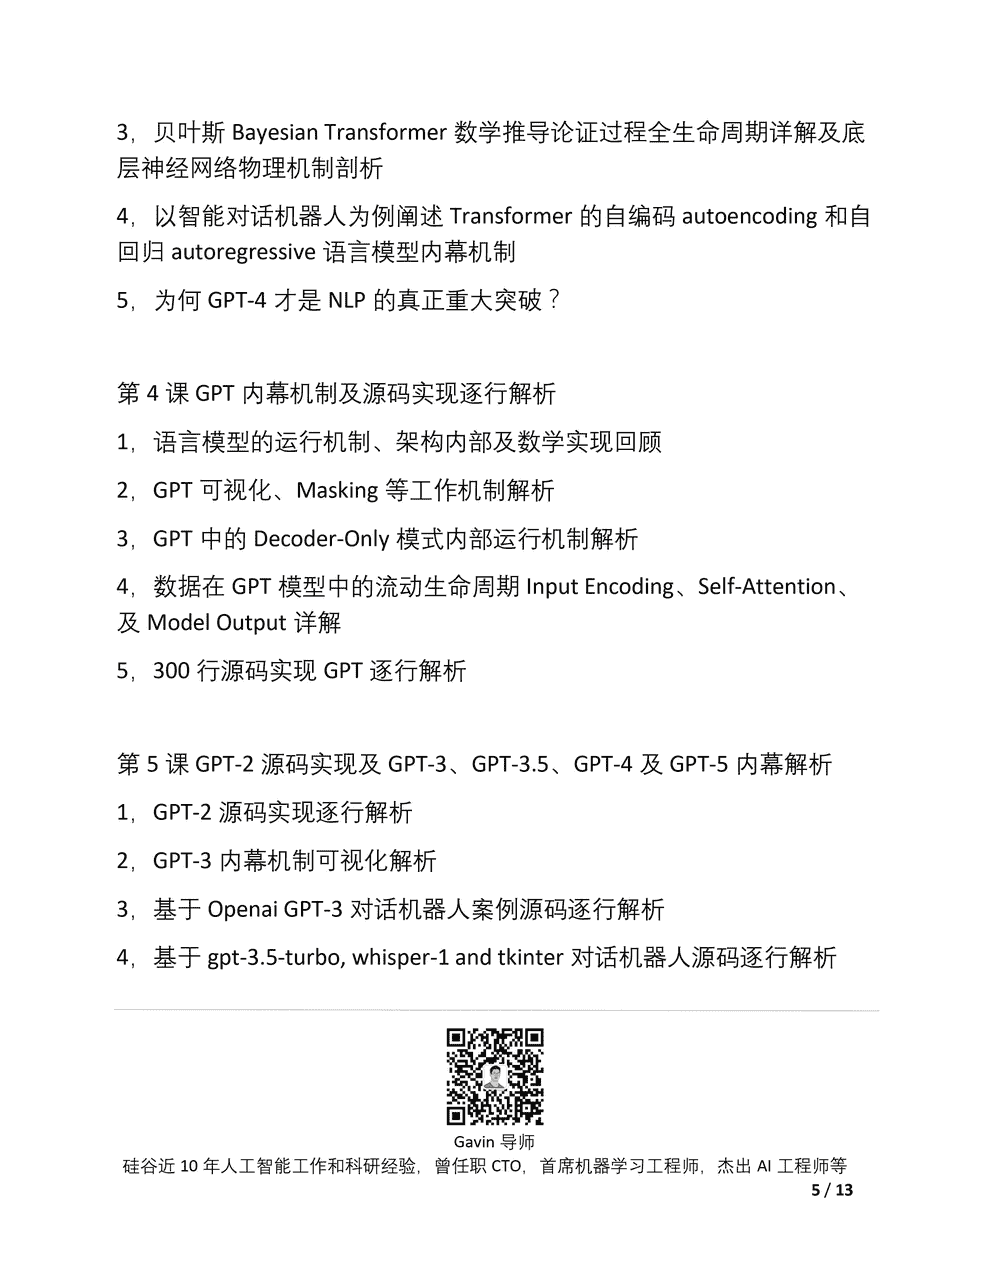 3，贝叶斯 Bayesian Transformer 数学推导论证过程全生命周期详解及底
层神经网络物理机制剖析
4，以智能对话机器人为例阐述 Transformer 的自编码 autoencoding 和自
回归 autoregressive 语言模型内幕机制
5，为何 GPT-4 才是 NLP 的真正重大突破？
第 4 课 GPT 内幕机制及源码实现逐行解析
1，语言模型的运行机制、架构内部及数学实现回顾
2，GPT 可视化、Masking 等工作机制解析
3，GPT 中的 Decoder-Only 模式内部运行机制解析
4，数据在 GPT 模型中的流动生命周期 Input Encoding、Self-Attention、
及 Model Output 详解
5，300 行源码实现 GPT 逐行解析
第 5 课 GPT-2 源码实现及 GPT-3、GPT-3.5、GPT-4 及 GPT-5 内幕解析
1，GPT-2 源码实现逐行解析
2，GPT-3 内幕机制可视化解析
3，基于 Openai GPT-3 对话机器人案例源码逐行解析
4，基于 gpt-3.5-turbo, whisper-1 and tkinter 对话机器人源码逐行解析
Gavin 导师
硅谷近 10 年人工智能工作和科研经验，曾任职 CTO，首席机器学习工程师，杰出 AI 工程师等
5 / 13